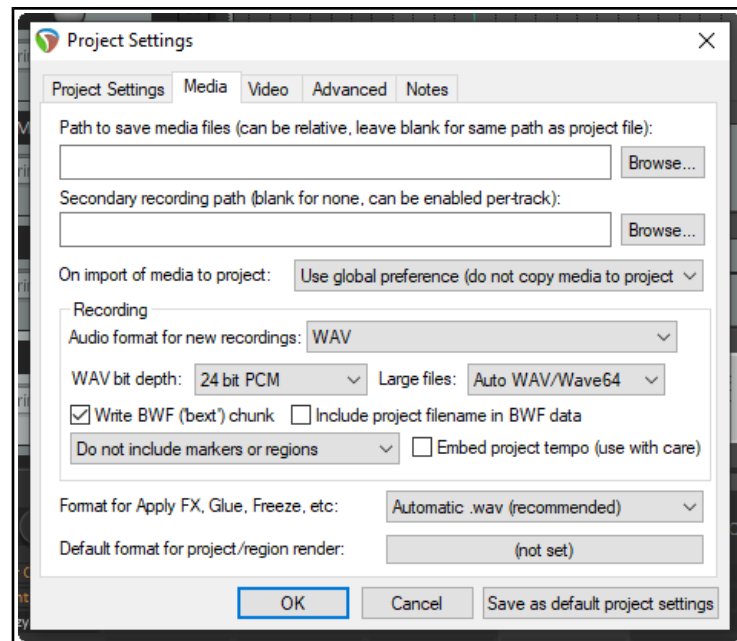 Project Settings
Project Settings Media Video Advanced Notes
Path to save media files (can be relative, leave blank for same path as project file):
Browse...
Secondary recording path (blank for none, can be enabled per-track):
Browse...
On import of media to project: Use global preference (do not copy media to project
Recording
Audio format for new recordings: WAV
WAV bit depth: 24 bit PCM Large files: Auto WAV/Wave64
Write BWF ('bext') chunk Include project filename in BWF data
Do not include markers or regions Embed project tempo (use with care)
Format for Apply FX, Glue, Freeze, etc: Automatic .wav (recommended)
Default format for project/region render: (not set)
OK Cancel Save as default project settings